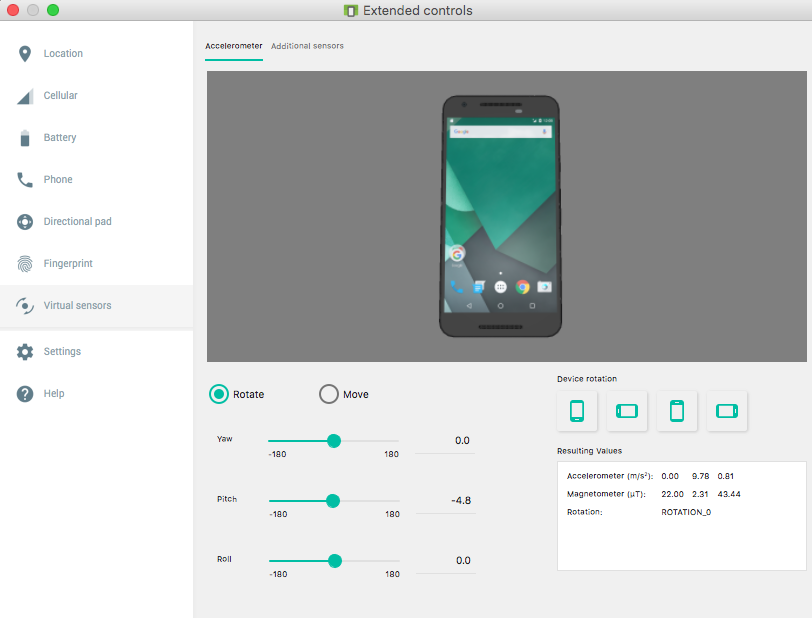 Extended controls
Location
Cellular
Battery
Phone
Directional pad
Fingerprint
Virtual sensors
Settings
Help
Accelerometer Additional sensors
Google
Rotate Move
Yaw 0.0
-180 180
Pitch -4.8
-180 180
Roll 0.0
-180 180
Device rotation
Resulting Values
Accelerometer (m/s²): 0.00 9.78 0.81
Magnetometer (μT): 22.00 2.31 43.44
Rotation: ROTATION_0